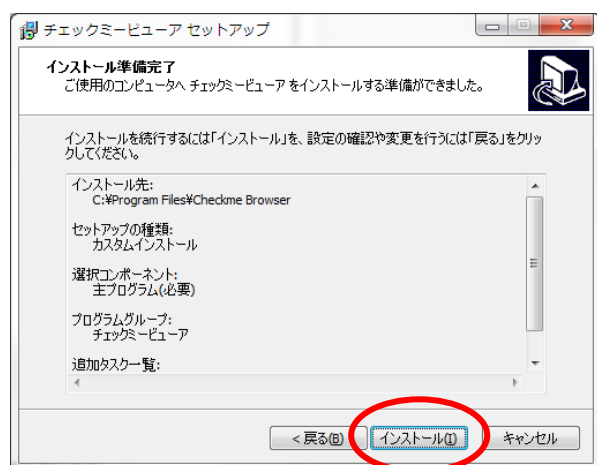 チェックミービューア セットアップ
インストール準備完了
ご使用のコンピュータへ チェックミービューア をインストールする準備ができました。
インストールを続行するには「インストール」を、設定の確認や変更を行うには「戻る」をクリッ
クしてください。
インストール先:
C:¥Program Files¥Checkme Browser
セットアップの種類:
カスタムインストール
選択コンポーネント:
主プログラム(必要)
プログラムグループ:
チェックミービューア
追加タスク一覧:
< 戻る(B)
インストール(I)
キャンセル